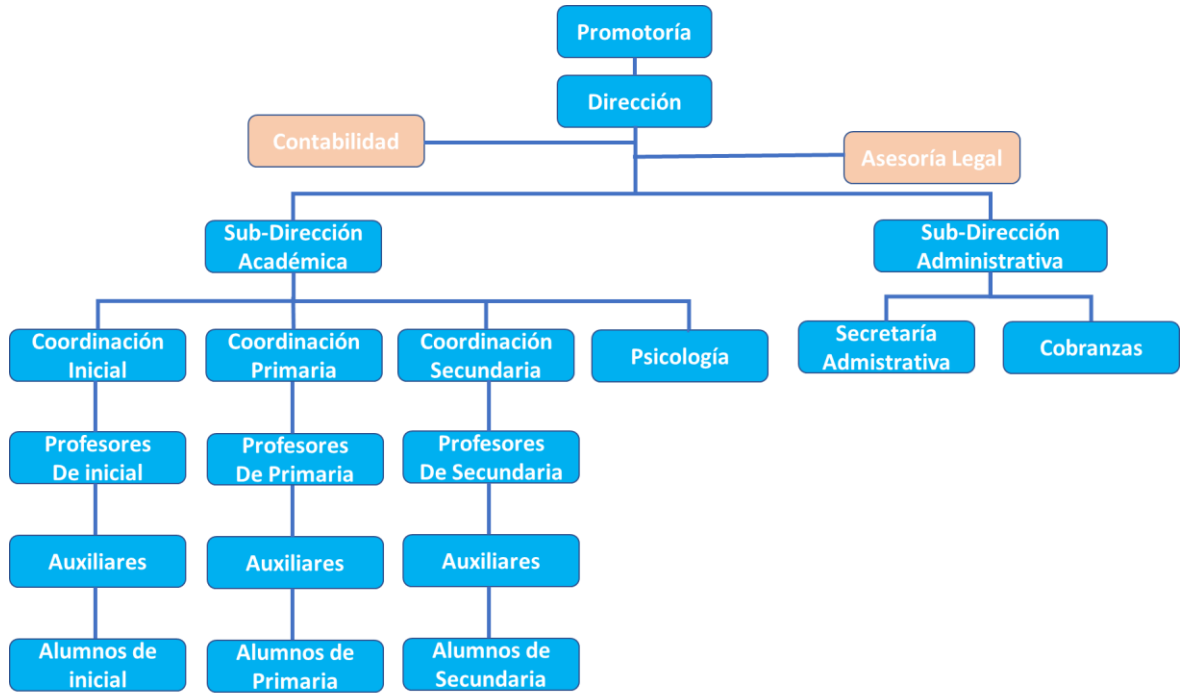 Promotoría
Dirección
Contabilidad
Asesoría Legal
Sub-Dirección
Académica
Sub-Dirección
Administrativa
Coordinación
Inicial
Coordinación
Primaria
Coordinación
Secundaria
Psicología
Secretaría
Admistrativa
Cobranzas
Profesores
De inicial
Profesores
De Primaria
Profesores
De Secundaria
Auxiliares
Auxiliares
Auxiliares
Alumnos de
inicial
Alumnos de
Primaria
Alumnos de
Secundaria